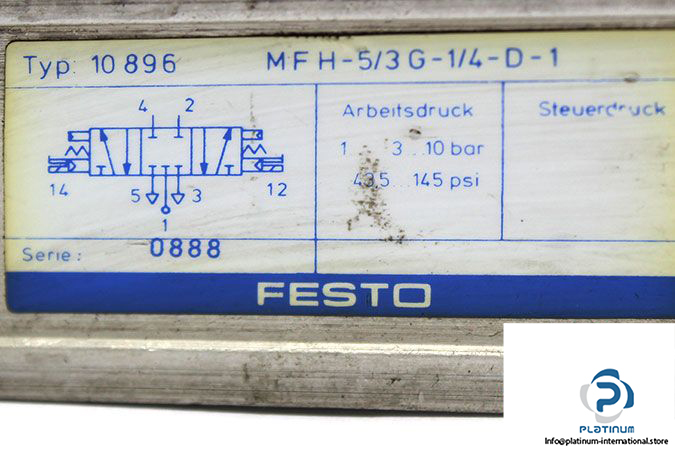 Typ: 10 896 MFH-5/3G-1/4-D-1
4 2
14 12
5 3
1
Arbeitsdruck
1 3...10 bar
43,5...145 psi
Steuerdruck
Serie: 0888
FESTO
PLATINUM
Info@platinum-international.store